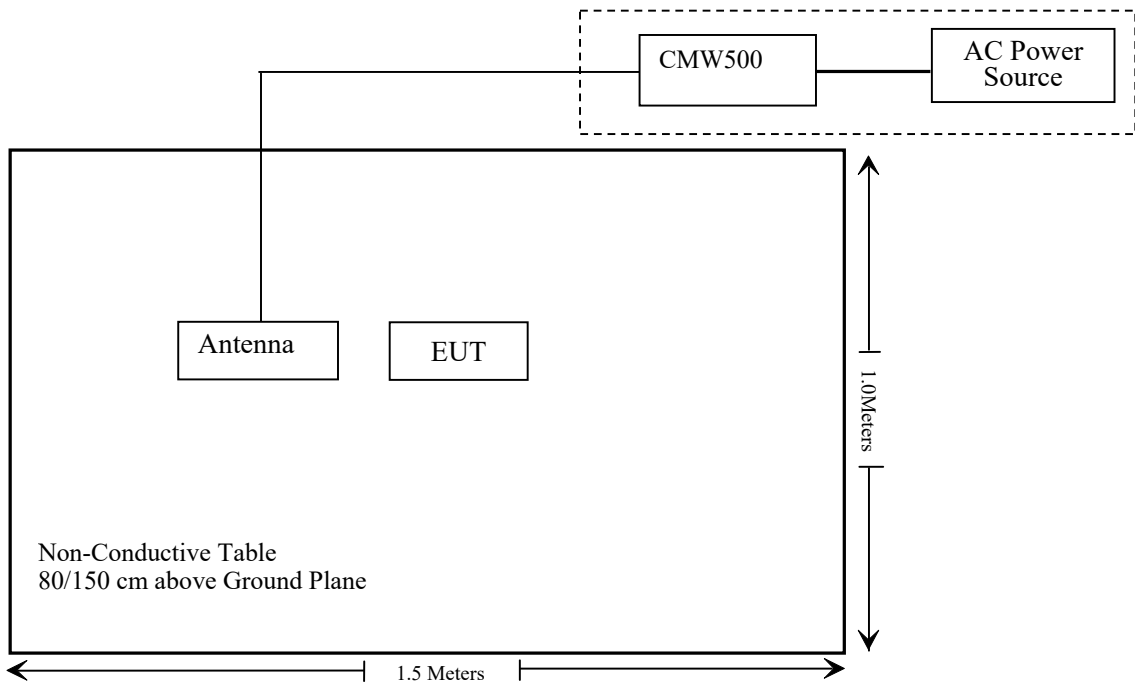 CMW500
AC Power
Source
Antenna
EUT
1.0Meters
Non-Conductive Table
80/150 cm above Ground Plane
1.5 Meters